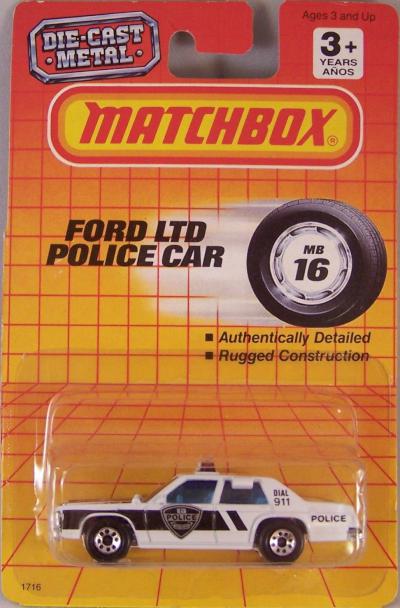 Ages 3 and Up
DIE-CAST
METAL
3+
YEARS
AÑOS
MATCHBOX®
FORD LTD
POLICE CAR
MB
16
■ Authentically Detailed
■ Rugged Construction
DIAL
911
POLICE
POLICE
1716